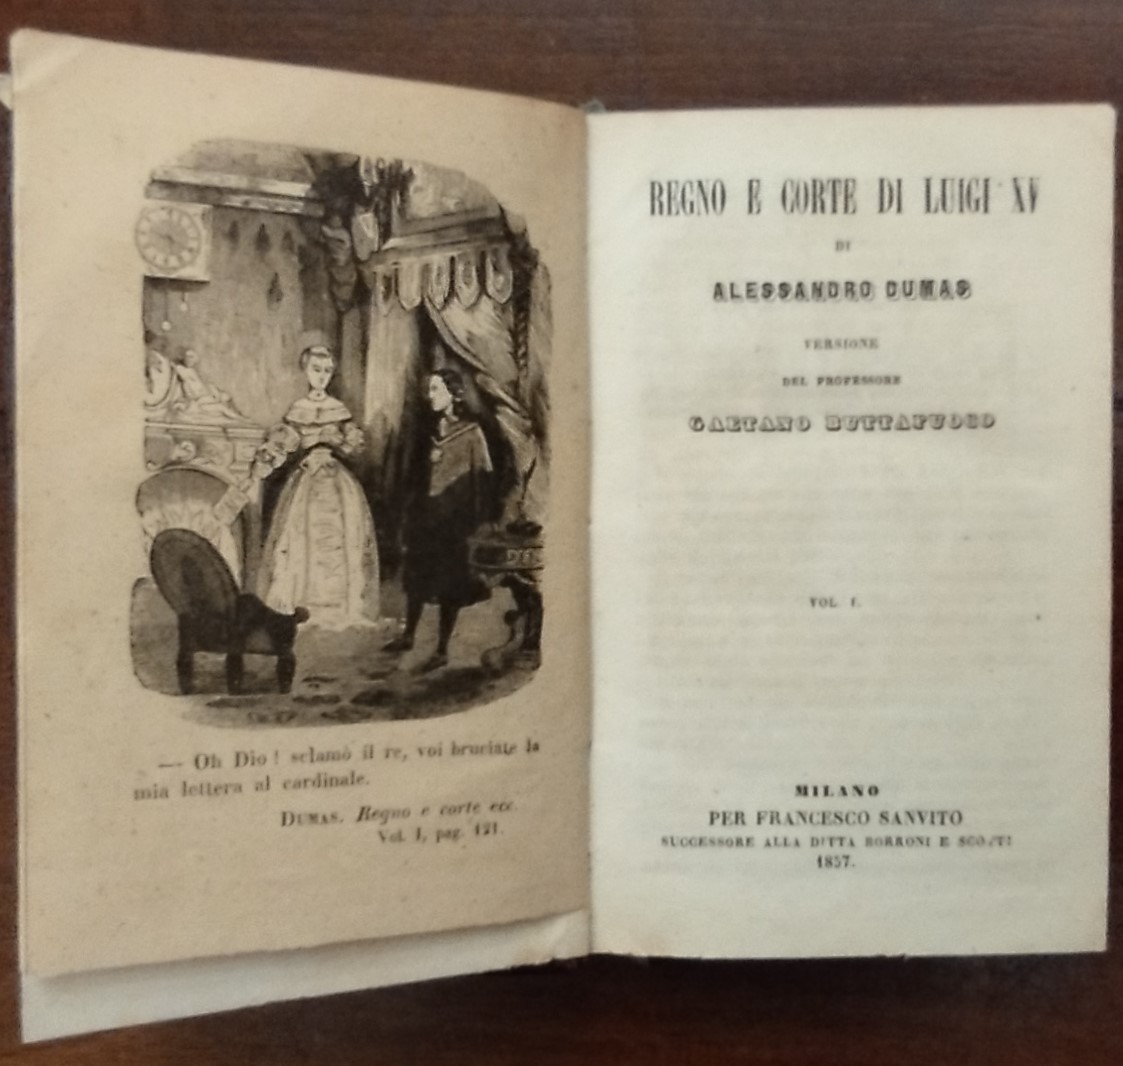 — Oh Dio! sclamò il re, voi bruciate la
mia lettera al cardinale.
DUMAS. Regno e corte ecc.
Vol. I, pag. 121.
REGNO E CORTE DI LUIGI XV
DI
ALESSANDRO DUMAS
VERSIONE
DEL PROFESSORE
GAETANO BUTTAFUOCO
VOL. I.
MILANO
PER FRANCESCO SANVITO
SUCCESSORE ALLA DITTA BORRONI E SCOTTI
1857.